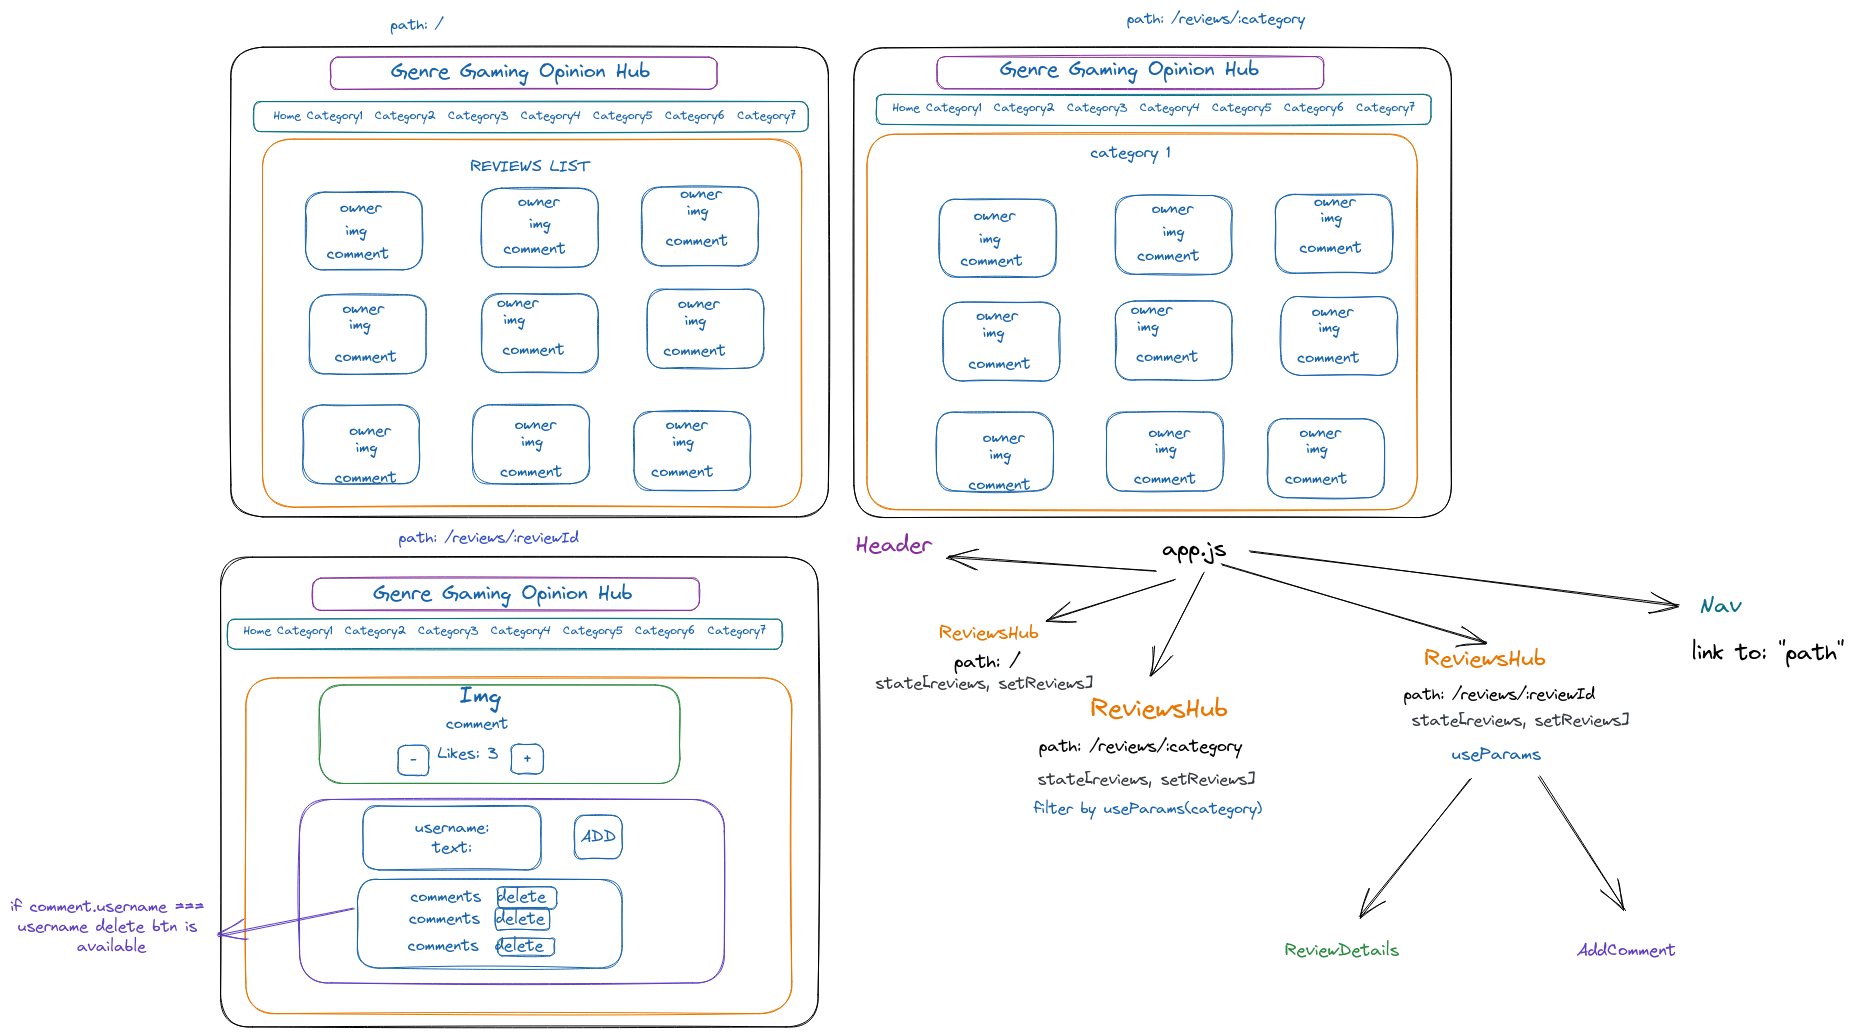 path: /
Genre Gaming Opinion Hub
Home Category1 Category2 Category3 Category4 Category5 Category6 Category7
REVIEWS LIST
owner
img
comment
owner
img
comment
owner
img
comment
owner
img
comment
owner
img
comment
owner
img
comment
owner
img
comment
owner
img
comment
owner
img
comment
path: /reviews/:category
Genre Gaming Opinion Hub
Home Category1 Category2 Category3 Category4 Category5 Category6 Category7
category 1
owner
img
comment
owner
img
comment
owner
img
comment
owner
img
comment
owner
img
comment
owner
img
comment
owner
img
comment
owner
img
comment
owner
img
comment
path: /reviews/:reviewId
Genre Gaming Opinion Hub
Home Category1 Category2 Category3 Category4 Category5 Category6 Category7
Img
comment
- Likes: 3 +
username:
text:
ADD
comments delete
comments delete
comments delete
if comment.username ===
username delete btn is
available
app.js
Header
ReviewsHub
path: /
state[reviews, setReviews]
ReviewsHub
path: /reviews/:category
state[reviews, setReviews]
filter by useParams(category)
ReviewsHub
path: /reviews/:reviewId
state[reviews, setReviews]
useParams
Nav
link to: "path"
ReviewDetails
AddComment